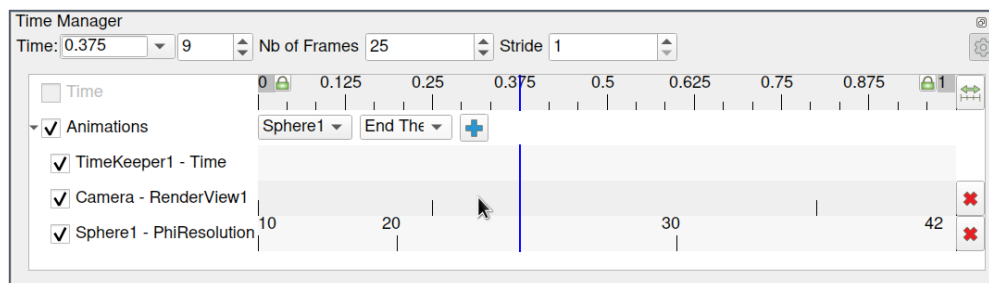 Time Manager
Time: 0.375 9 Nb of Frames 25 Stride 1
Time 0 0.125 0.25 0.375 0.5 0.625 0.75 0.875 1
Animations Sphere1 End The
TimeKeeper1 - Time
Camera - RenderView1
Sphere1 - PhiResolution 10 20 30 42